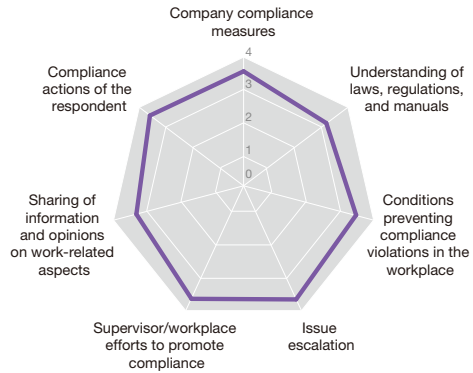 Company compliance
measures
4
3
2
1
0
Understanding of
laws, regulations,
and manuals
Conditions
preventing
compliance
violations in the
workplace
Issue
escalation
Supervisor/workplace
efforts to promote
compliance
Sharing of
information
and opinions
on work-related
aspects
Compliance
actions of the
respondent